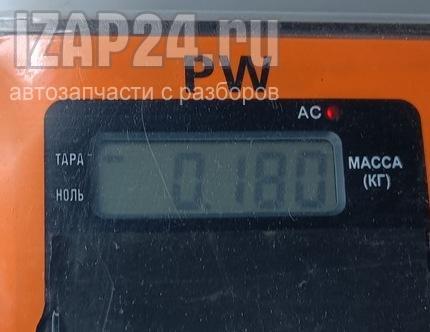 iZAP24.ru
PW
автозапчасти с разборов
AC
ТАРА
0.180
МАССА
(КГ)
НОЛЬ